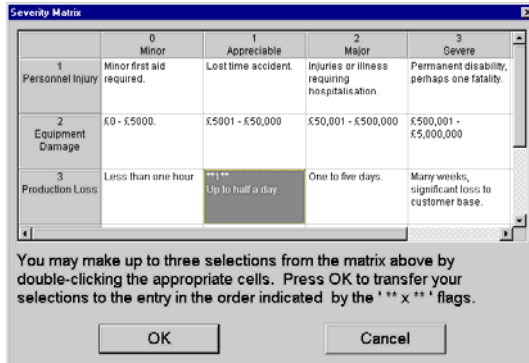 Severity Matrix
0 1 2 3
Minor Appreciable Major Severe
1
Personnel Injury
Minor first aid
required.
Lost time accident.
Injuries or illness
requiring
hospitalisation.
Permanent disability,
perhaps one fatality.
2
Equipment
Damage
£0 - £5000.
£5001 - £50,000
£50,001 - £500,000
£500,001 -
£5,000,000
3
Production Loss
Less than one hour
** 1 **
Up to half a day.
One to five days.
Many weeks,
significant loss to
customer base.
You may make up to three selections from the matrix above by
double-clicking the appropriate cells. Press OK to transfer your
selections to the entry in the order indicated by the ' ** x ** ' flags.
OK
Cancel